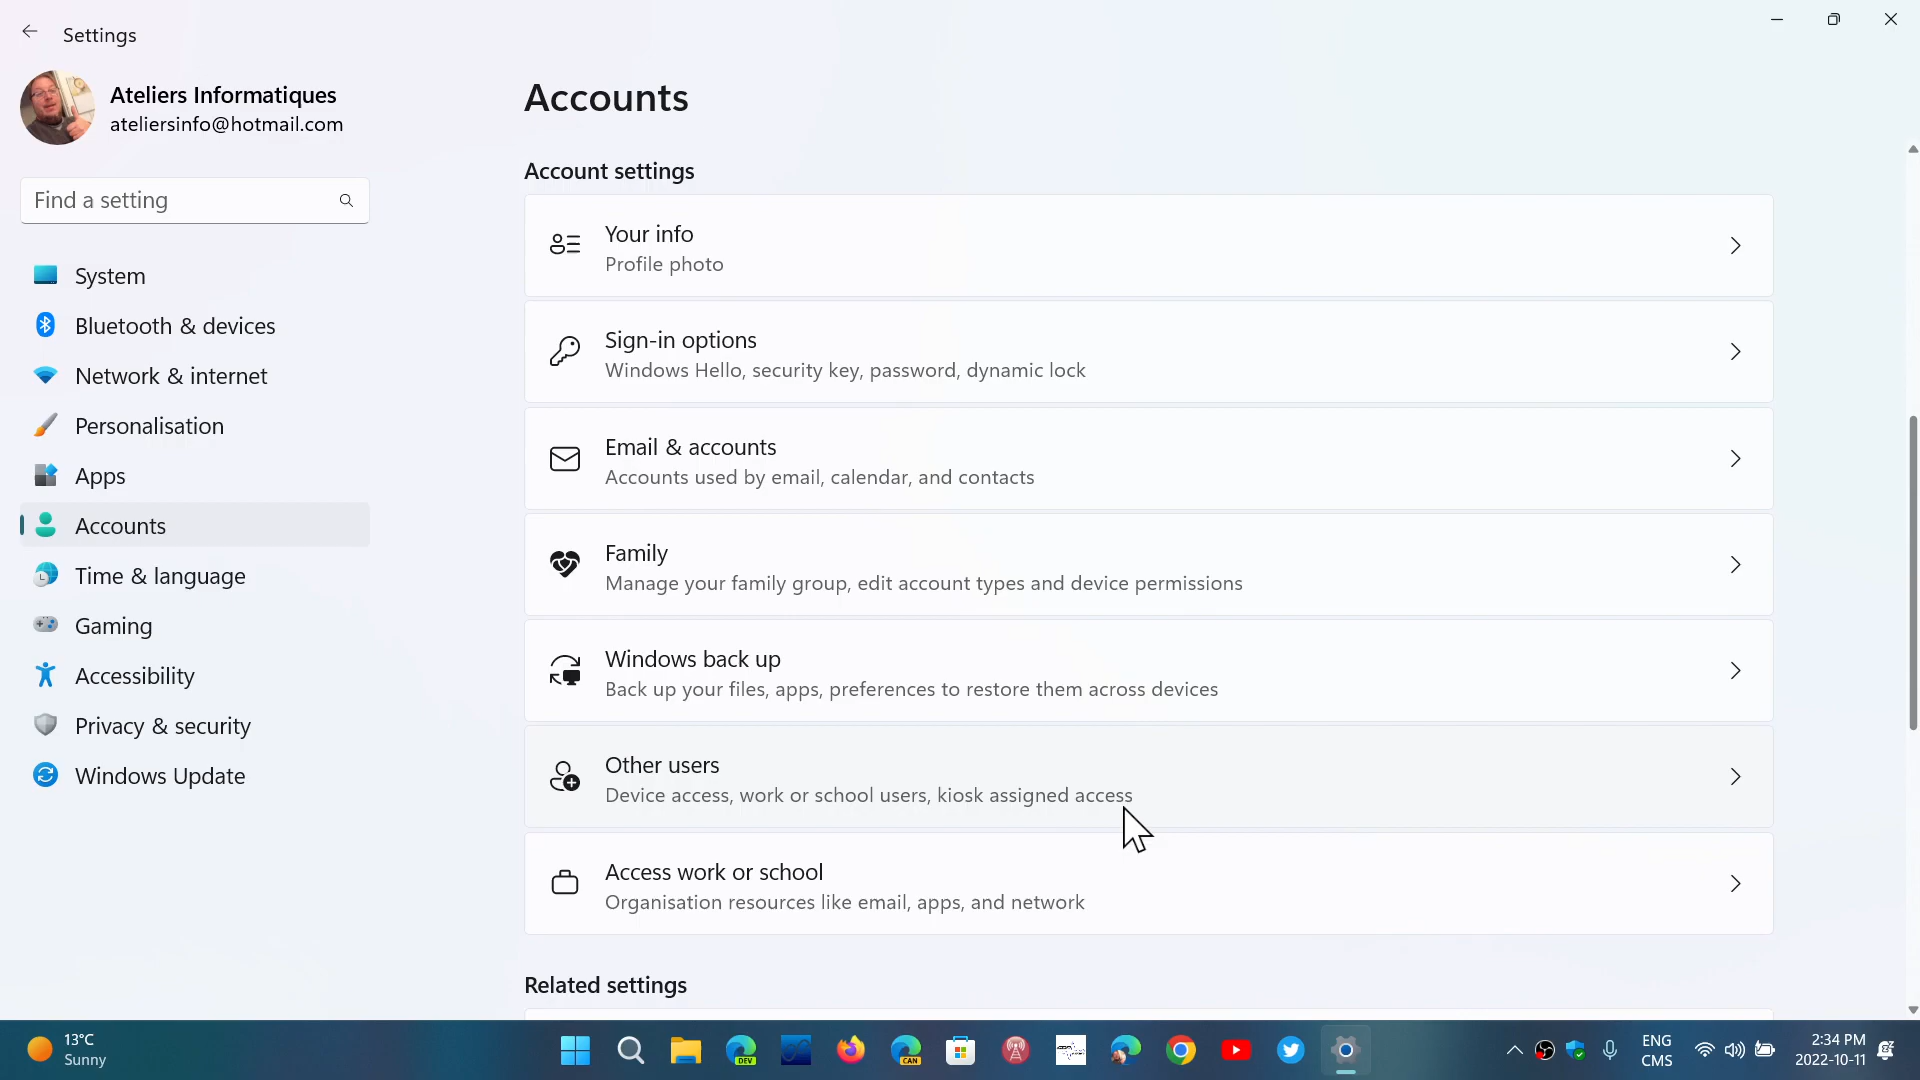 Settings
Ateliers Informatiques
ateliersinfo@hotmail.com
Find a setting
System
Bluetooth & devices
Network & internet
Personalisation
Apps
Accounts
Time & language
Gaming
Accessibility
Privacy & security
Windows Update
Accounts
Account settings
Your info
Profile photo
Sign-in options
Windows Hello, security key, password, dynamic lock
Email & accounts
Accounts used by email, calendar, and contacts
Family
Manage your family group, edit account types and device permissions
Windows back up
Back up your files, apps, preferences to restore them across devices
Other users
Device access, work or school users, kiosk assigned access
Access work or school
Organisation resources like email, apps, and network
Related settings
13°C
Sunny
DEV
CAN
ENG
CMS
2:34 PM
2022-10-11